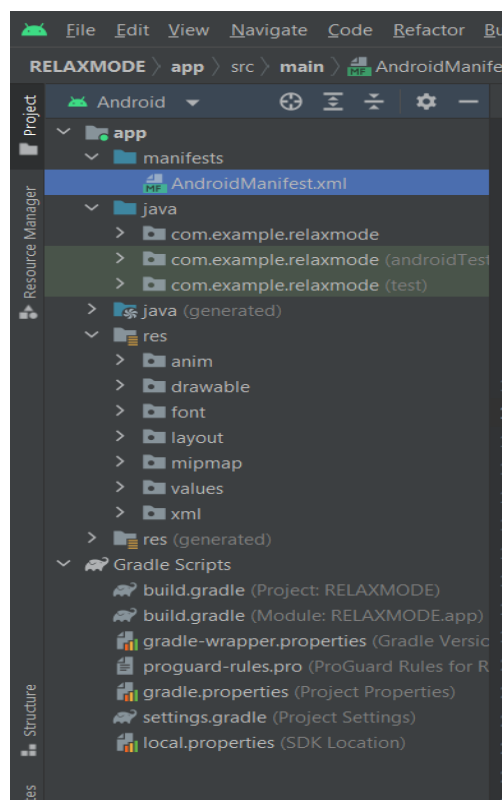 File Edit View Navigate Code Refactor
RELAXMODE app src main AndroidManife
Project
Android
app
manifests
MF AndroidManifest.xml
java
com.example.relaxmode
com.example.relaxmode (androidTest
com.example.relaxmode (test)
java (generated)
res
anim
drawable
font
layout
mipmap
values
xml
res (generated)
Gradle Scripts
build.gradle (Project: RELAXMODE)
build.gradle (Module: RELAXMODE.app)
gradle-wrapper.properties (Gradle Versio
proguard-rules.pro (ProGuard Rules for R
gradle.properties (Project Properties)
settings.gradle (Project Settings)
local.properties (SDK Location)
Resource Manager
Structure